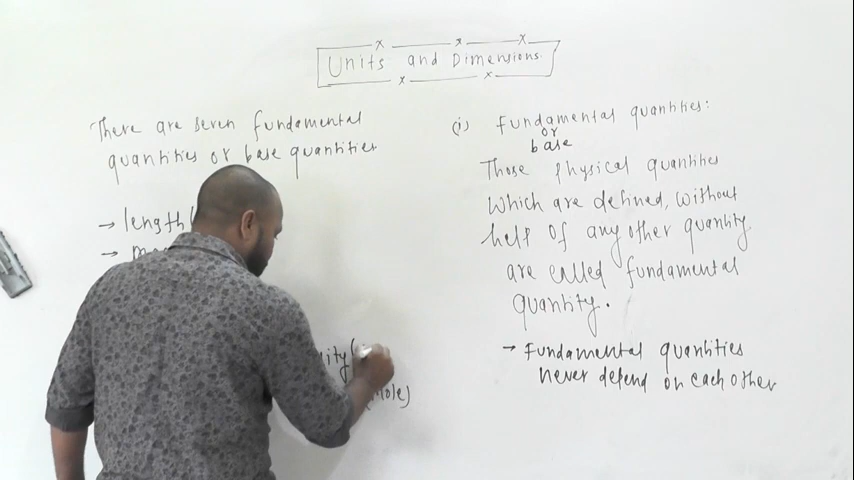 Units and Dimensions
There are seven fundamental
quantities or base quantities
→ length(
→ m
ity(
(mole)
(i) fundamental quantities:
or
base
Those physical quantities
which are defined, without
help of any other quantity
are called fundamental
quantity.
→ Fundamental quantities
never depend on each other